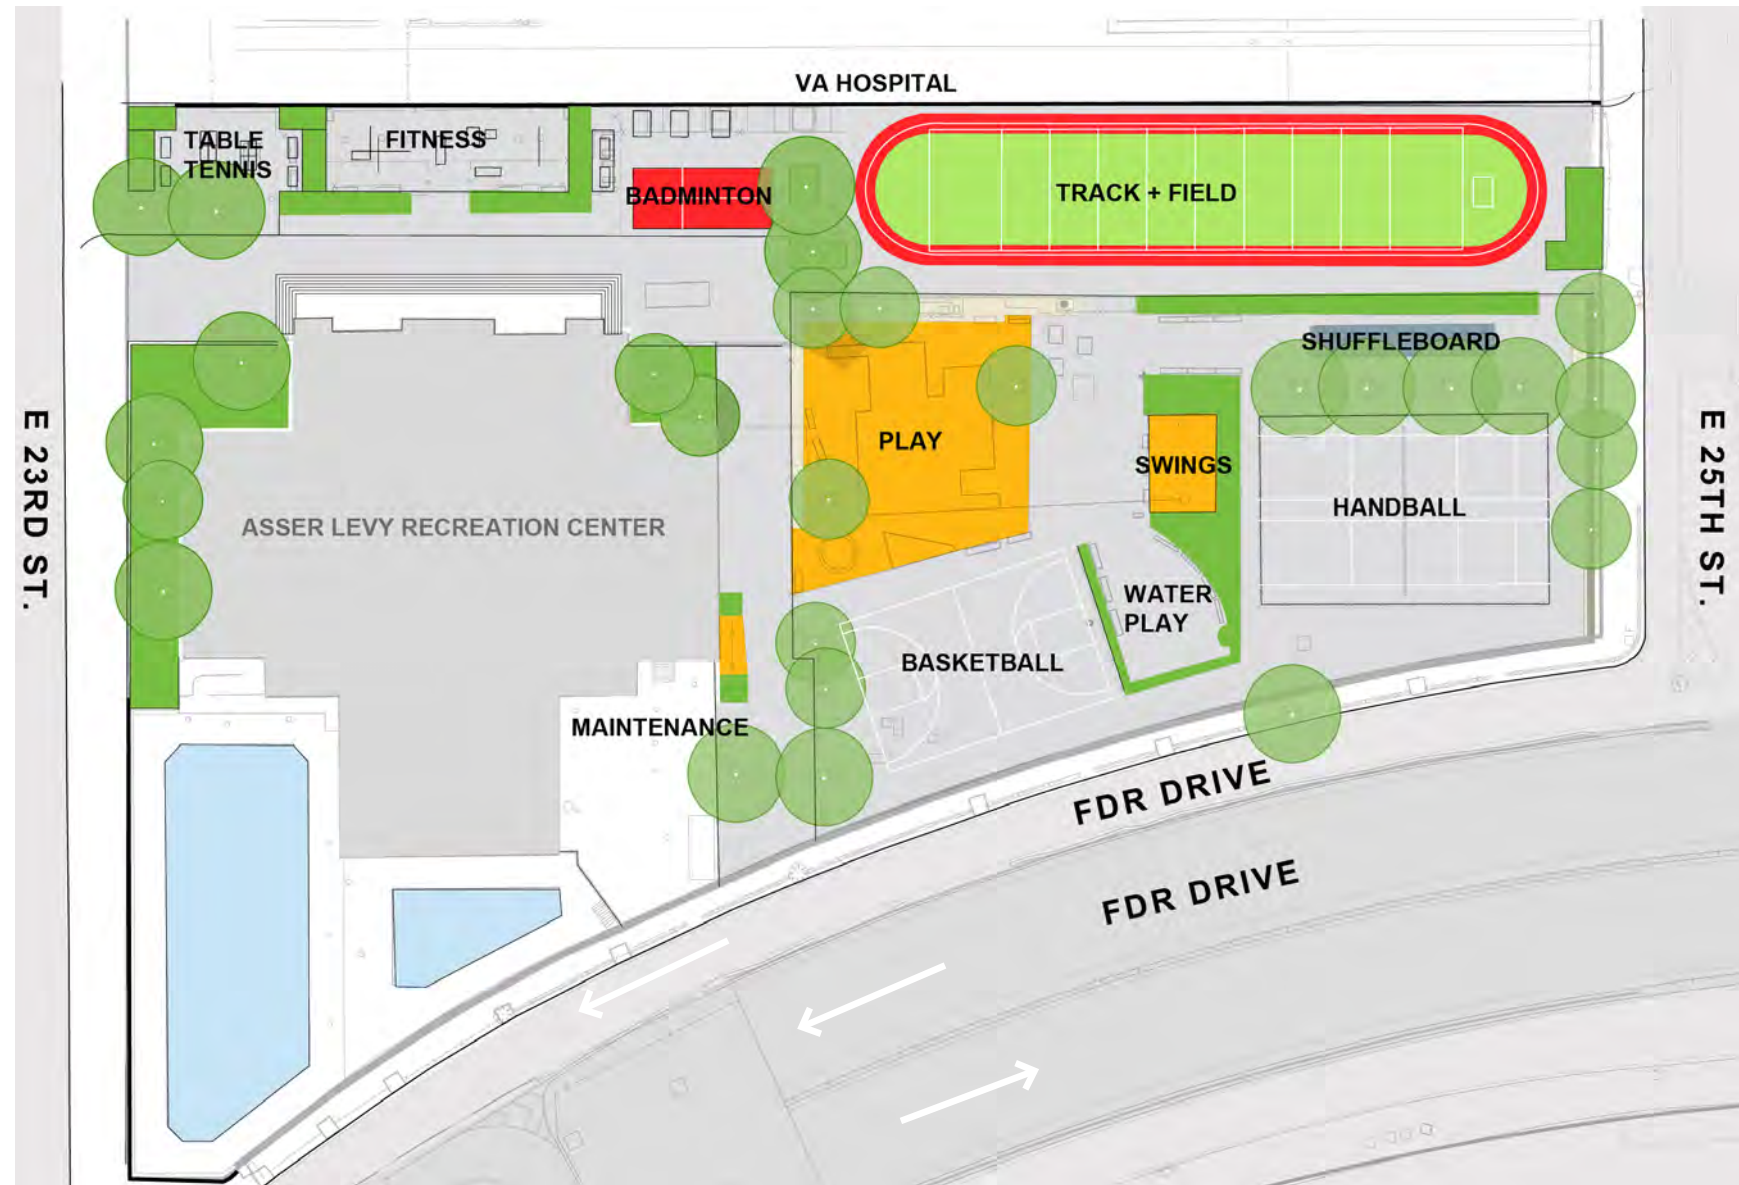 VA HOSPITAL
TABLE
TENNIS
FITNESS
BADMINTON
TRACK + FIELD
SHUFFLEBOARD
E 23RD ST.
PLAY
SWINGS
E 25TH ST.
HANDBALL
ASSER LEVY RECREATION CENTER
WATER
PLAY
BASKETBALL
MAINTENANCE
FDR DRIVE
FDR DRIVE